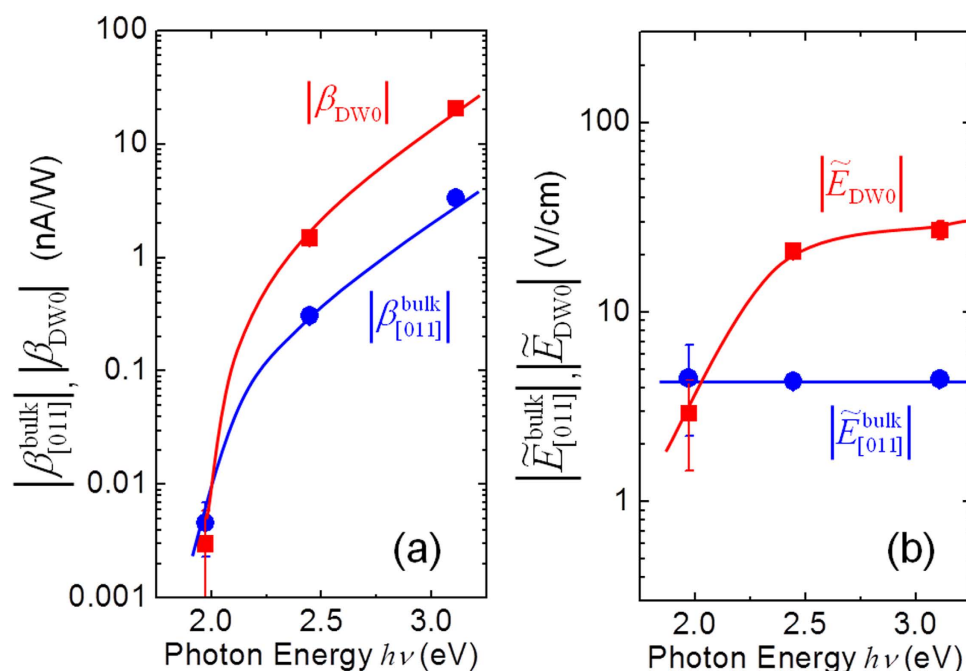 100
10
1
0.1
0.01
0.001
2.0 2.5 3.0
Photon Energy hν (eV)
|β^bulk_[011]|, |β_DW0| (nA/W)
|β_DW0|
|β^bulk_[011]|
(a)
100
10
1
2.0 2.5 3.0
Photon Energy hν (eV)
|Ẽ^bulk_[011]|, |Ẽ_DW0| (V/cm)
|Ẽ_DW0|
|Ẽ^bulk_[011]|
(b)